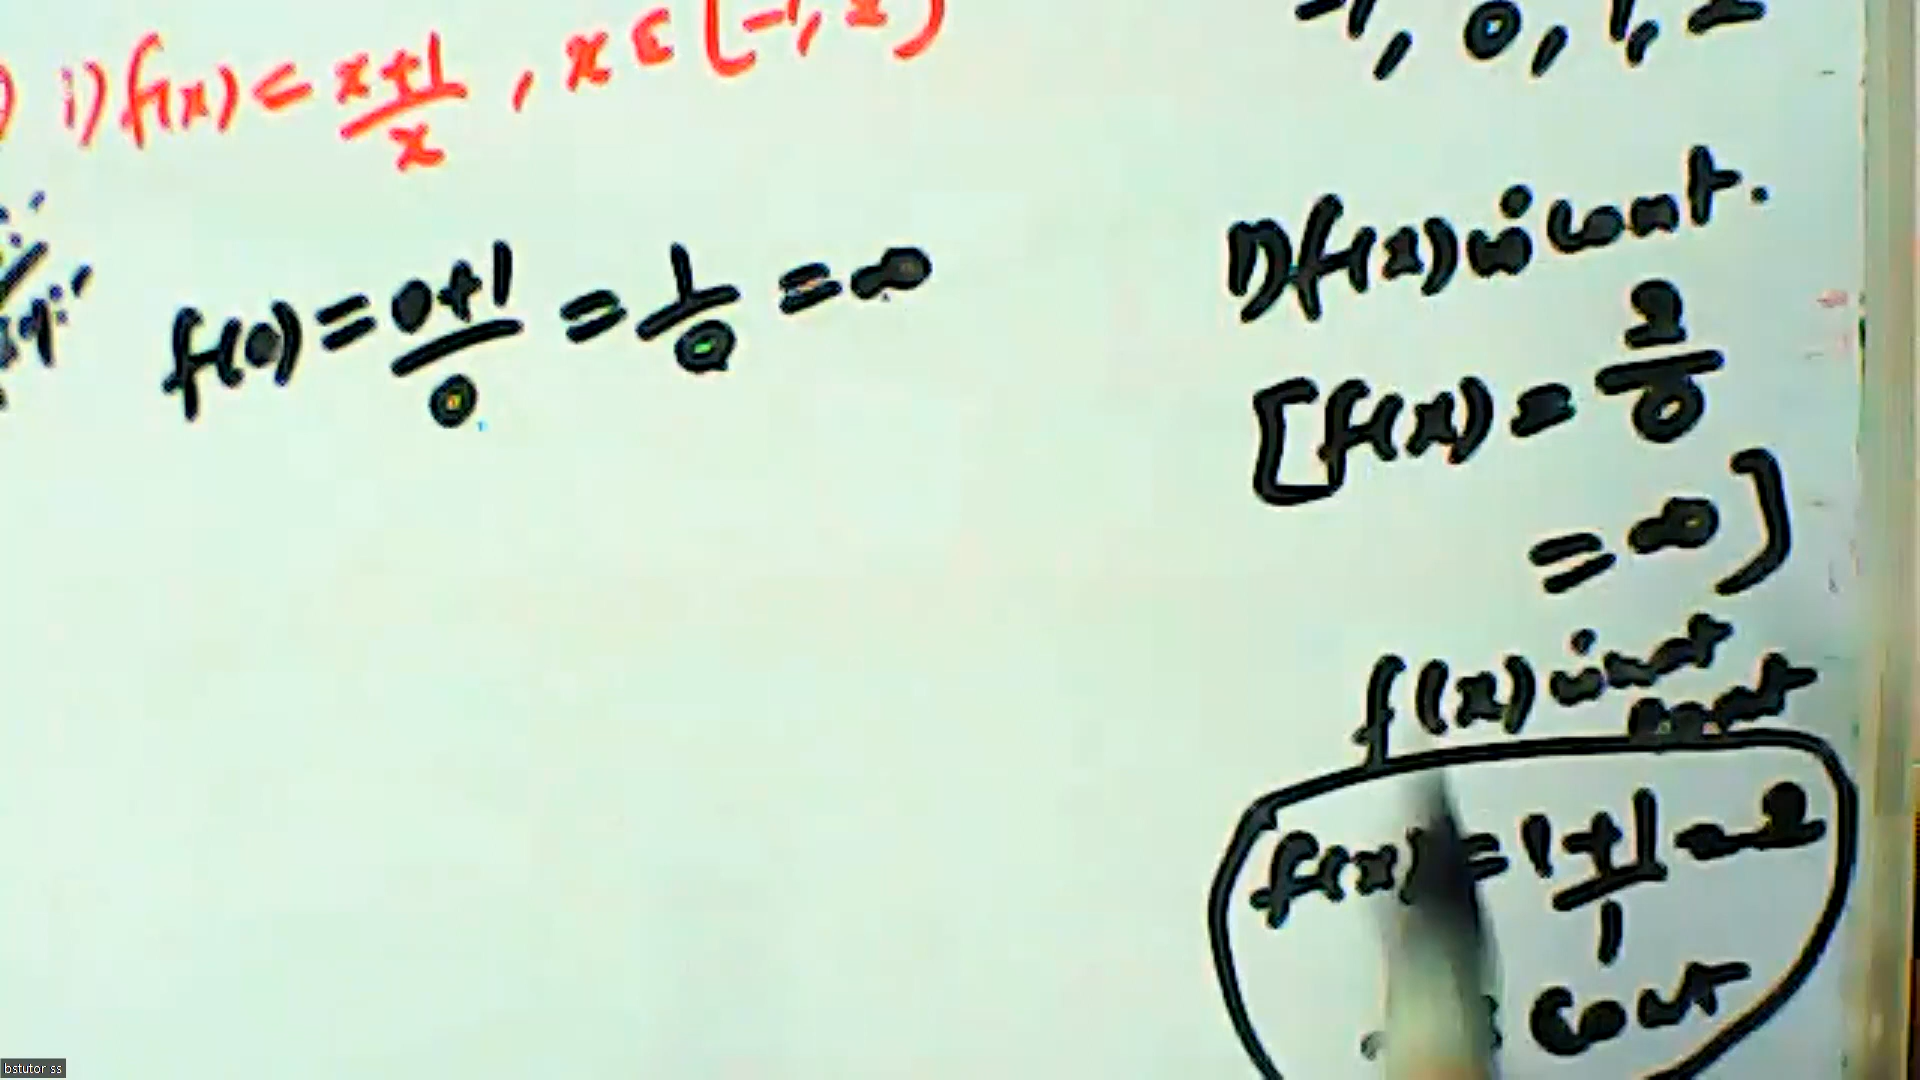 i) f(x) = x+1/x , x ∈ [-1, 2]
f(0) = 0+1/0 = 1/0 = ∞
-1, 0, 1, 2
1) f(x) is cont.
[f(x) = 2/0
= ∞]
f(x) is not
cont
f(x) = 1+1/1 = 2
cont
bstutor ss